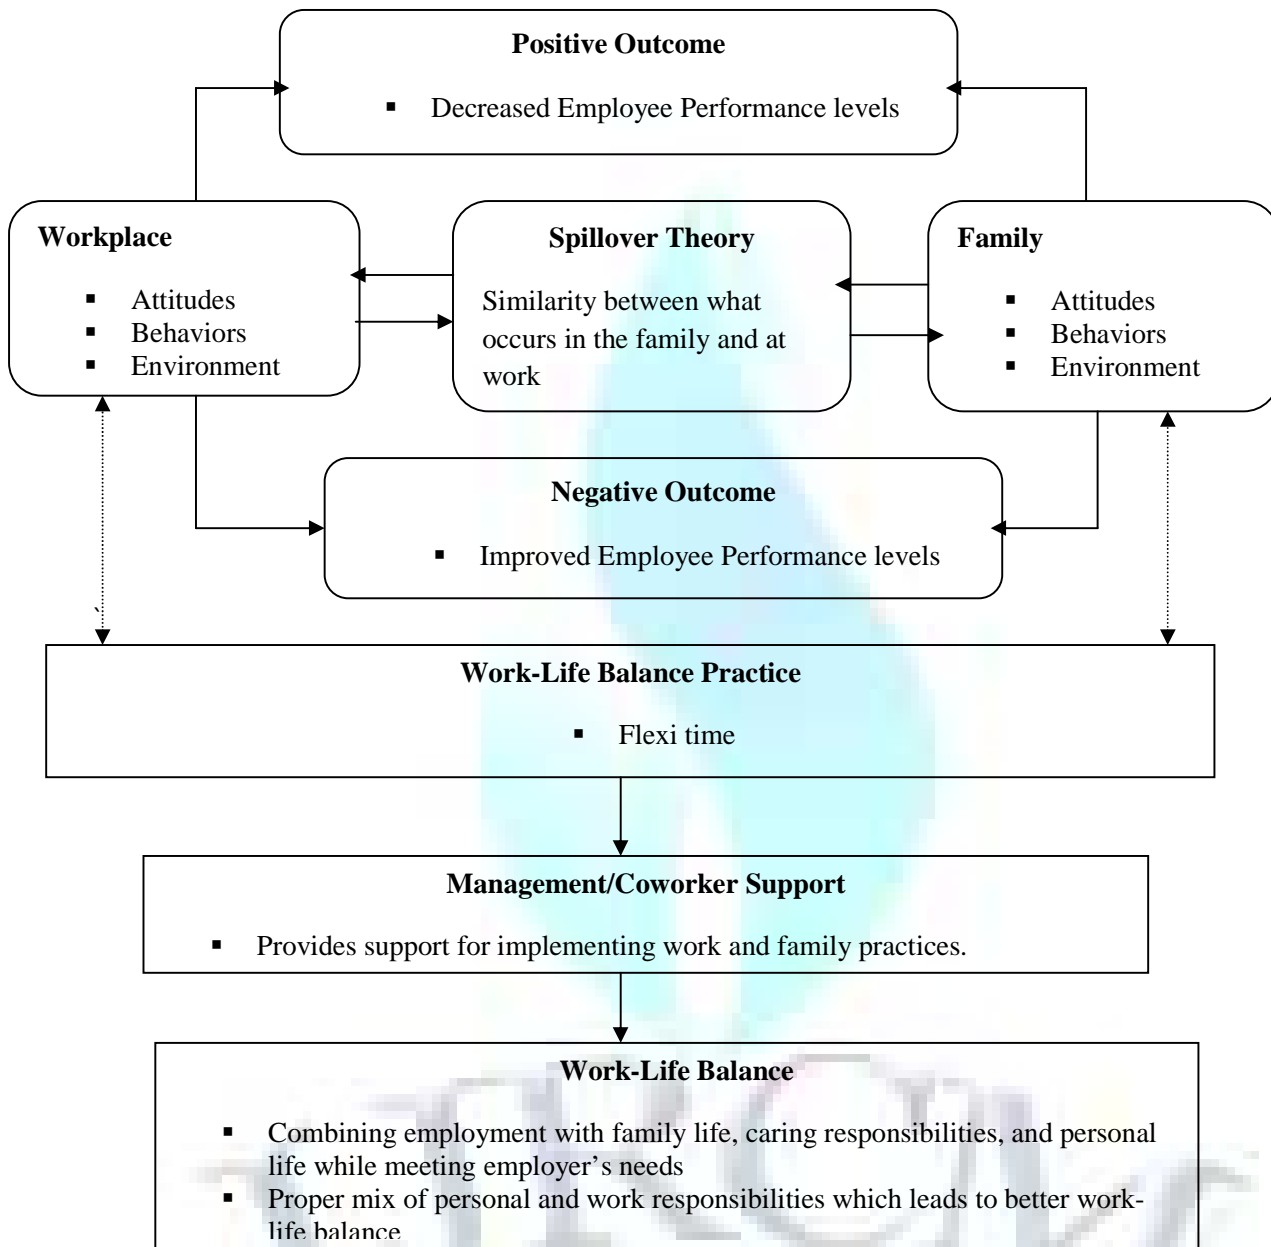 Positive Outcome
▪ Decreased Employee Performance levels
Workplace
▪ Attitudes
▪ Behaviors
▪ Environment
Spillover Theory
Similarity between what
occurs in the family and at
work
Family
▪ Attitudes
▪ Behaviors
▪ Environment
Negative Outcome
▪ Improved Employee Performance levels
`
Work-Life Balance Practice
▪ Flexi time
Management/Coworker Support
▪ Provides support for implementing work and family practices.
Work-Life Balance
▪ Combining employment with family life, caring responsibilities, and personal
life while meeting employer’s needs
▪ Proper mix of personal and work responsibilities which leads to better work-
life balance